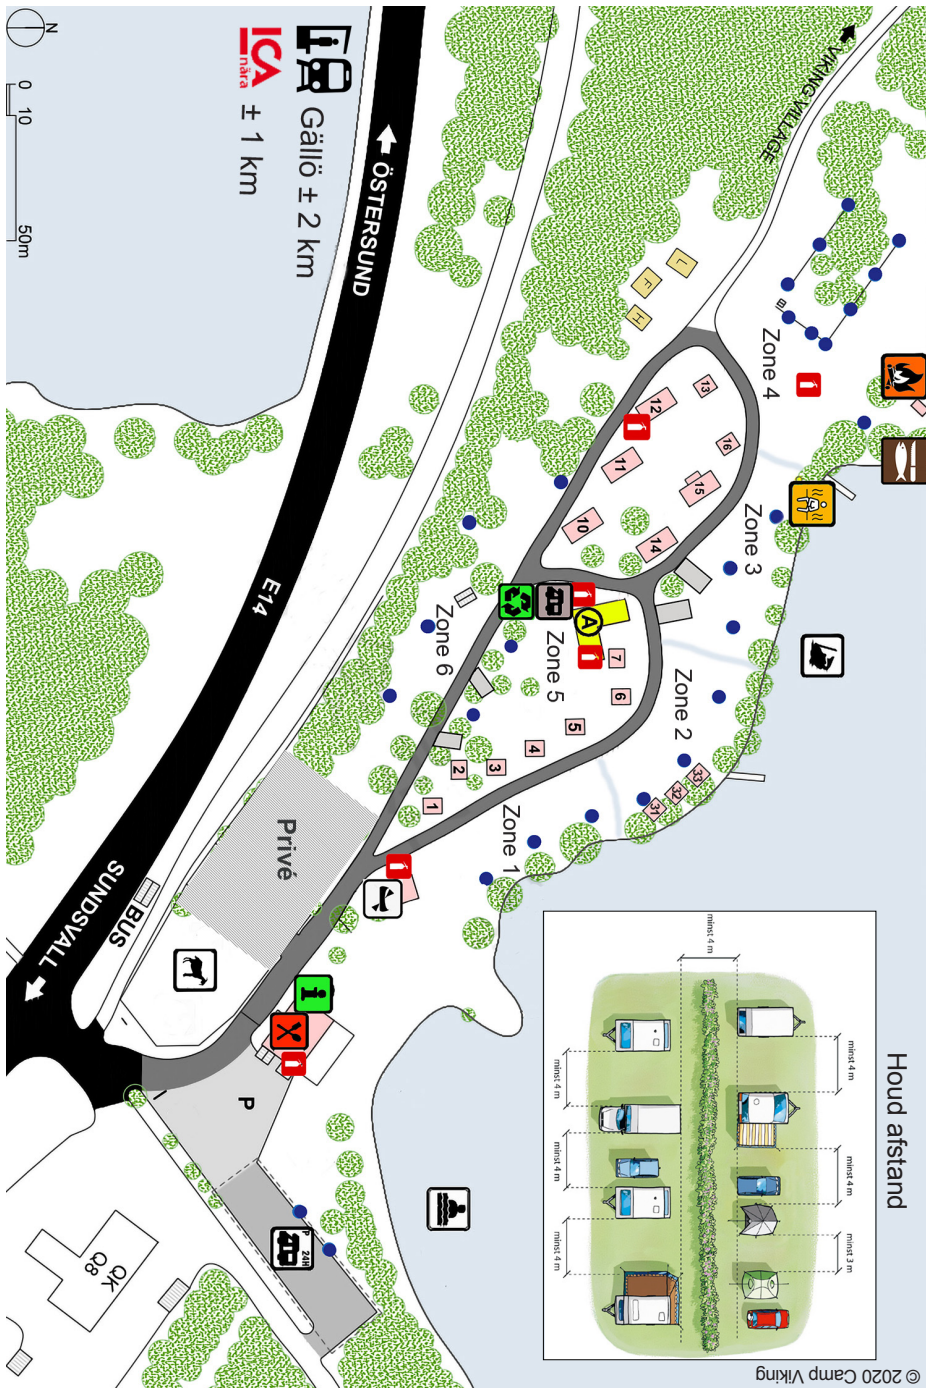 N
0 10 50m
ICA
nära
± 1 km
Gällö ± 2 km
ÖSTERSUND
VIKING VILLAGE
L
F
H
Zone 4
13
12
16
11
15
10
14
Zone 3
E14
A
Zone 5
7
6
5
4
3
2
1
Zone 6
Zone 2
33
32
31
Zone 1
Privé
BUS
SUNDSVALL
i
P
P 24H
QK
Q8
Houd afstand
minst 4 m
minst 4 m
minst 4 m
minst 3 m
minst 4 m
minst 4 m
minst 4 m
© 2020 Camp Viking